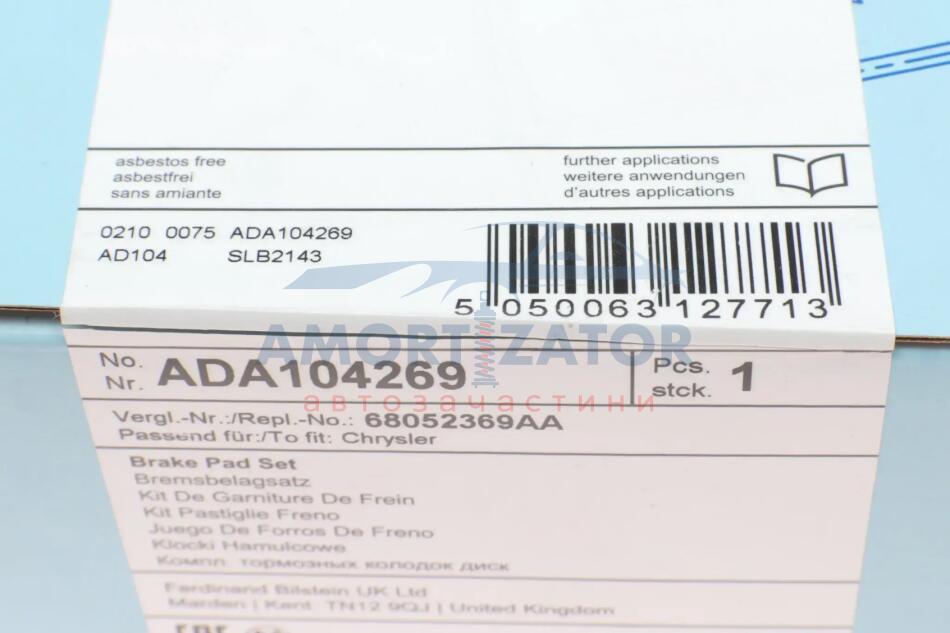 asbestos free
asbestfrei
sans amiante
further applications
weitere anwendungen
d'autres applications
0210 0075 ADA104269
AD104 SLB2143
5 050063 127713
AMORTIZATOR
автозачастини
No.
Nr. ADA104269
Pcs.
stck. 1
Vergl.-Nr.:/Repl.-No.: 68052369AA
Passend für:/To fit: Chrysler
Brake Pad Set
Bremsbelagsatz
Kit De Garniture De Frein
Kit Pastiglie Freno
Juego De Forros De Freno
Klocki Hamulcowe
Компл. тормозных колодок диск
Ferdinand Bilstein UK Ltd
Marden | Kent TN12 9QJ | United Kingdom